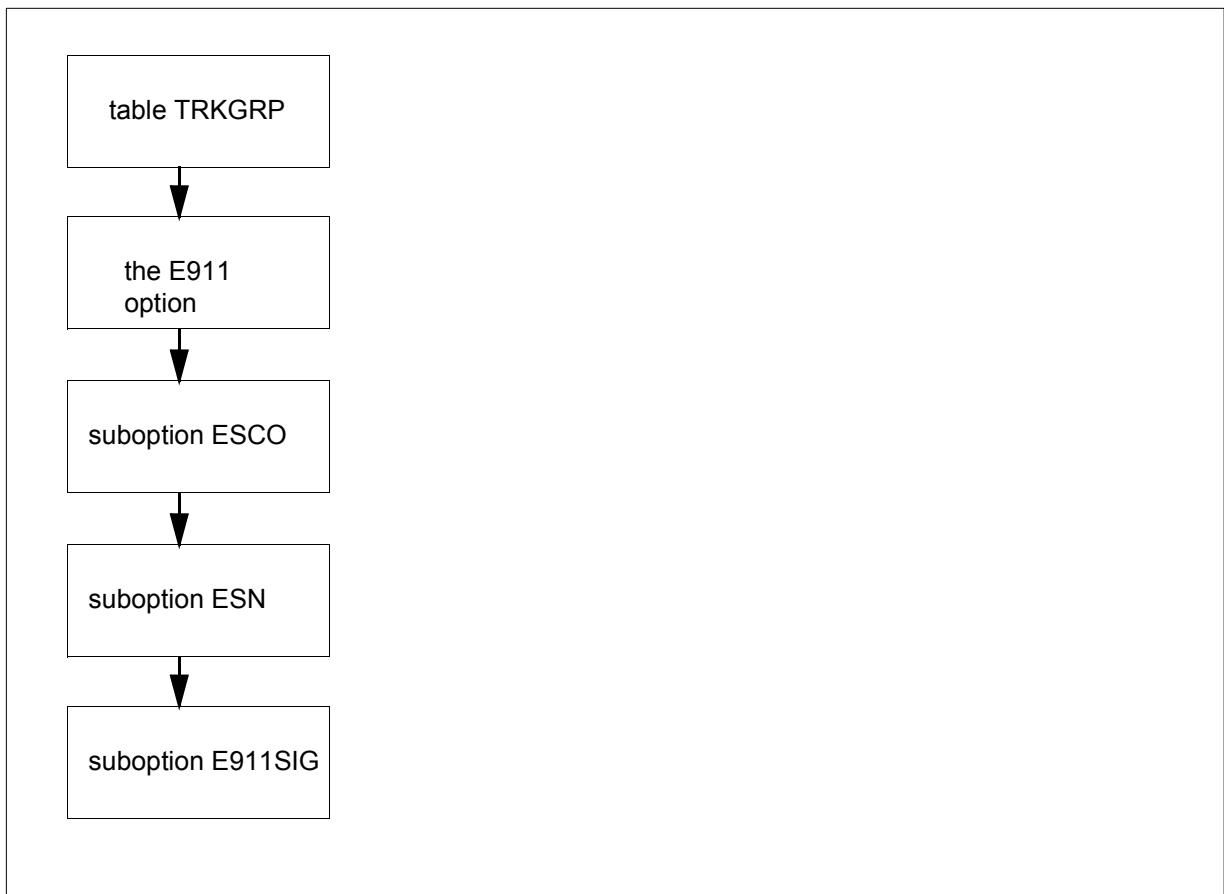 table TRKGRP
the E911
option
suboption ESCO
suboption ESN
suboption E911SIG